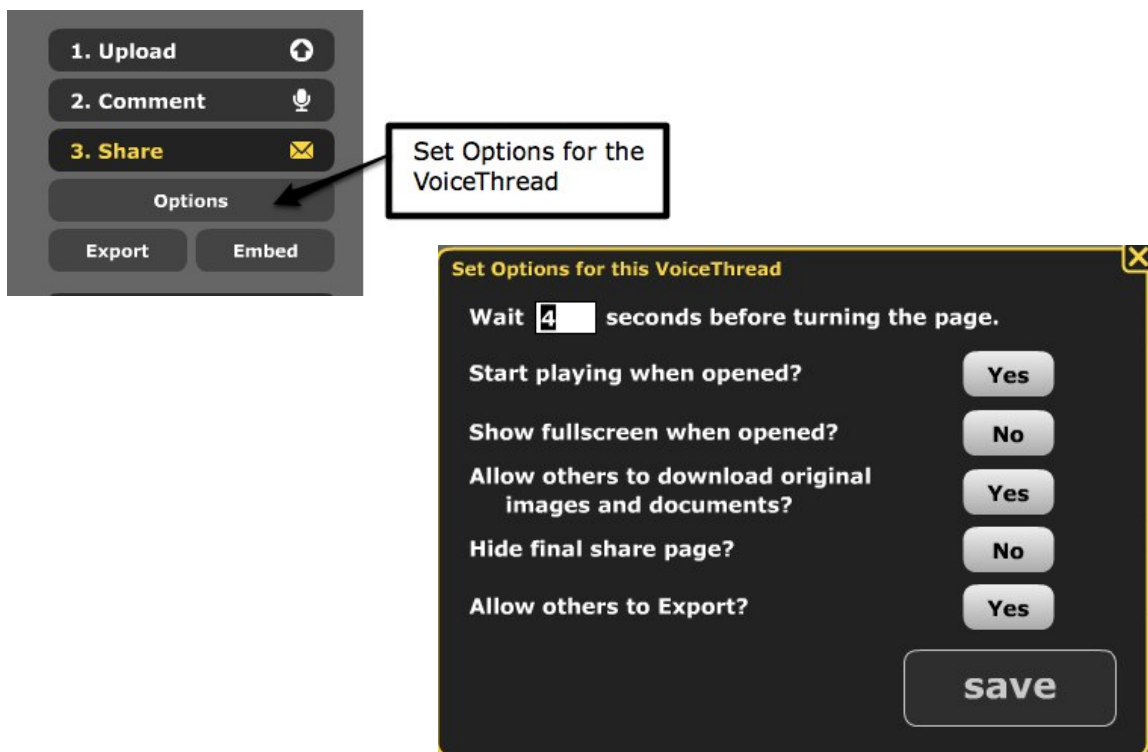 1. Upload
2. Comment
3. Share
Options
Export Embed
Set Options for the
VoiceThread
Set Options for this VoiceThread
Wait 4 seconds before turning the page.
Start playing when opened? Yes
Show fullscreen when opened? No
Allow others to download original
images and documents? Yes
Hide final share page? No
Allow others to Export? Yes
save